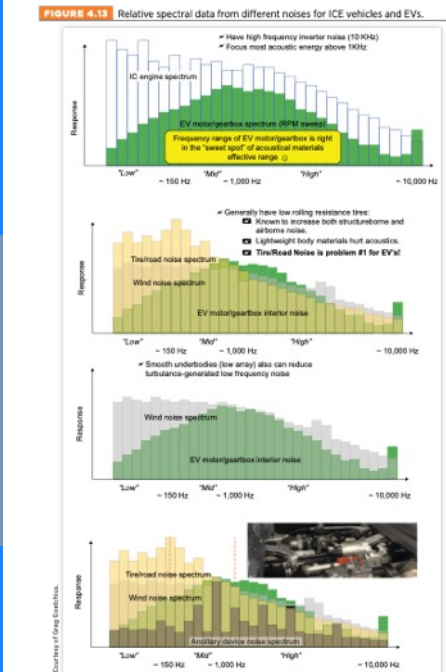 FIGURE 4.13 Relative spectral data from different noises for ICE vehicles and EVs.
Have high frequency inverter noise (10 KHz)
Focus most acoustic energy above 1KHz
IC engine spectrum
EV motor/gearbox spectrum (RPM sweep)
Frequency range of EV motor/gearbox is right
in the "sweet spot" of acoustical materials
effective range
Response
"Low" "Mid" "High"
~ 150 Hz ~ 1,000 Hz ~ 10,000 Hz
Generally have low rolling resistance tires:
Known to increase both structureborne and
airborne noise.
Lightweight body materials hurt acoustics.
Tire/Road Noise is problem #1 for EV's!
Tire/road noise spectrum
Wind noise spectrum
EV motor/gearbox interior noise
Response
"Low" "Mid" "High"
~ 150 Hz ~ 1,000 Hz ~ 10,000 Hz
Smooth underbodies (low array) also can reduce
turbulance-generated low frequency noise
Wind noise spectrum
EV motor/gearbox interior noise
Response
"Low" "Mid" "High"
~ 150 Hz ~ 1,000 Hz ~ 10,000 Hz
Tire/road noise spectrum
Wind noise spectrum
Ancillary device noise spectrum
Response
"Low" "Mid" "High"
~ 150 Hz ~ 1,000 Hz ~ 10,000 Hz
Courtesy of Greg Goetchius.